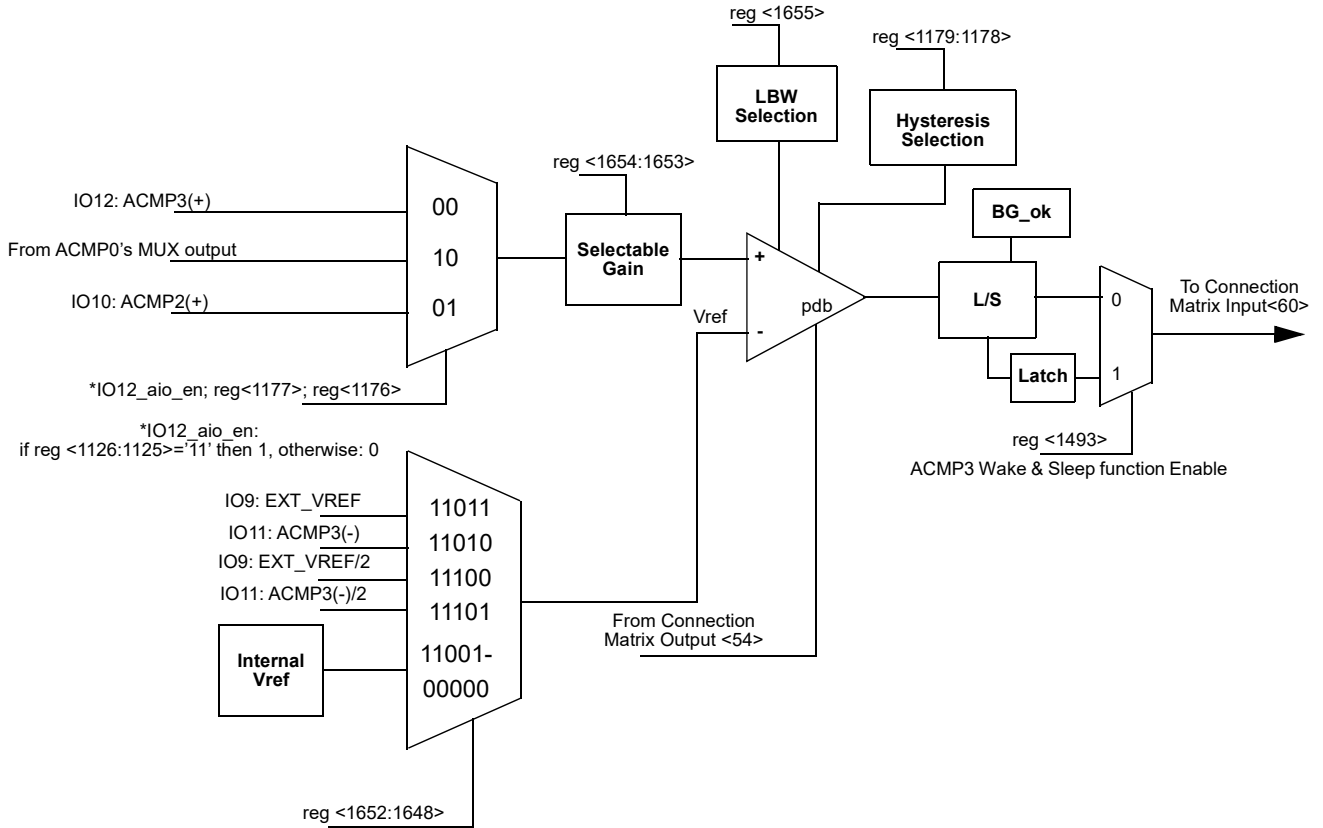 reg <1655>
reg <1179:1178>
LBW
Selection
Hysteresis
Selection
reg <1654:1653>
IO12: ACMP3(+)
00
BG_ok
From ACMP0's MUX output
10
Selectable
Gain
+
IO10: ACMP2(+)
01
L/S
0
To Connection
Matrix Input<60>
pdb
Vref
-
Latch
1
*IO12_aio_en; reg<1177>; reg<1176>
*IO12_aio_en:
if reg <1126:1125>='11' then 1, otherwise: 0
reg <1493>
ACMP3 Wake & Sleep function Enable
IO9: EXT_VREF
11011
IO11: ACMP3(-)
11010
IO9: EXT_VREF/2
11100
IO11: ACMP3(-)/2
11101
From Connection
Matrix Output <54>
Internal
Vref
11001-
00000
reg <1652:1648>